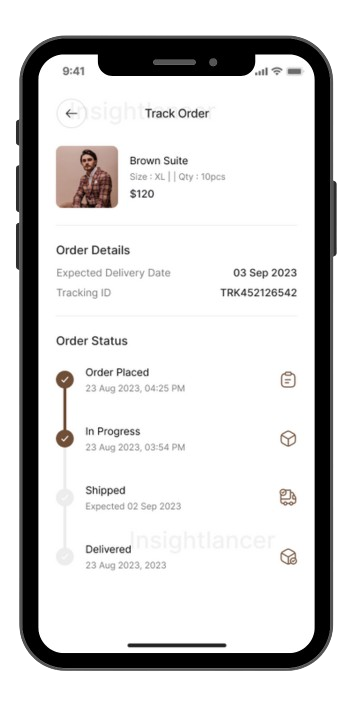 9:41
Insightlancer
Track Order
Brown Suite
Size : XL | | Qty : 10pcs
$120
Order Details
Expected Delivery Date 03 Sep 2023
Tracking ID TRK452126542
Order Status
Order Placed
23 Aug 2023, 04:25 PM
In Progress
23 Aug 2023, 03:54 PM
Shipped
Expected 02 Sep 2023
Insightlancer
Delivered
23 Aug 2023, 2023